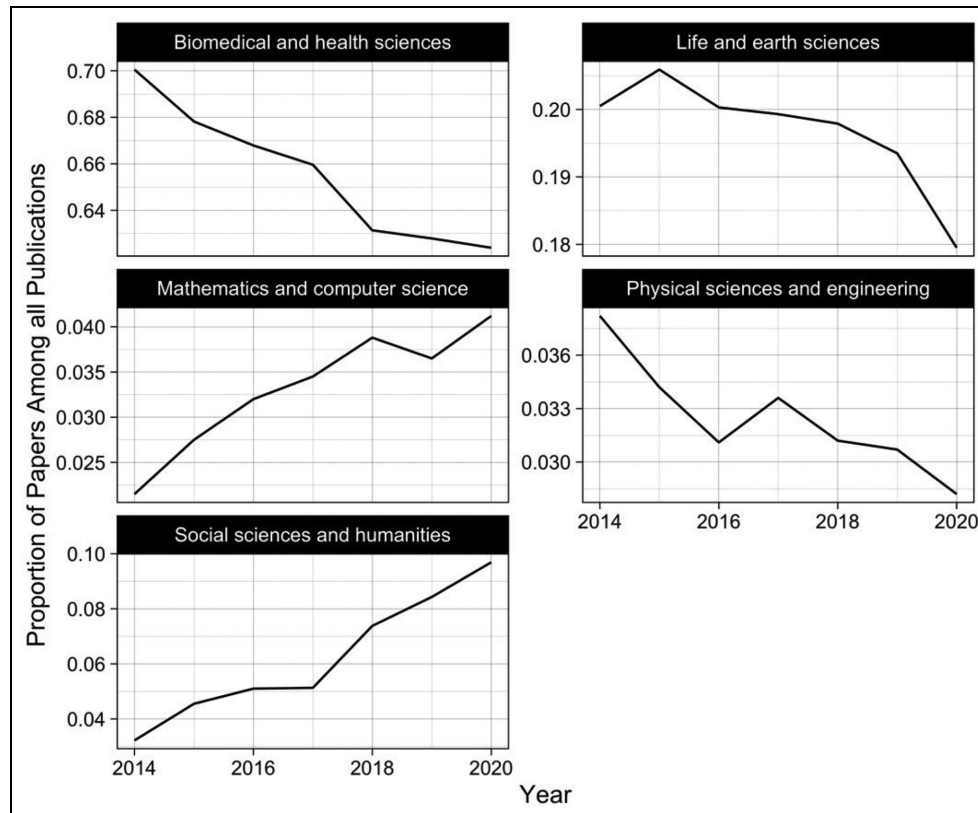 Proportion of Papers Among all Publications
Biomedical and health sciences
0.70
0.68
0.66
0.64
Life and earth sciences
0.20
0.19
0.18
Mathematics and computer science
0.040
0.035
0.030
0.025
Physical sciences and engineering
0.036
0.033
0.030
2014 2016 2018 2020
Social sciences and humanities
0.10
0.08
0.06
0.04
2014 2016 2018 2020
Year